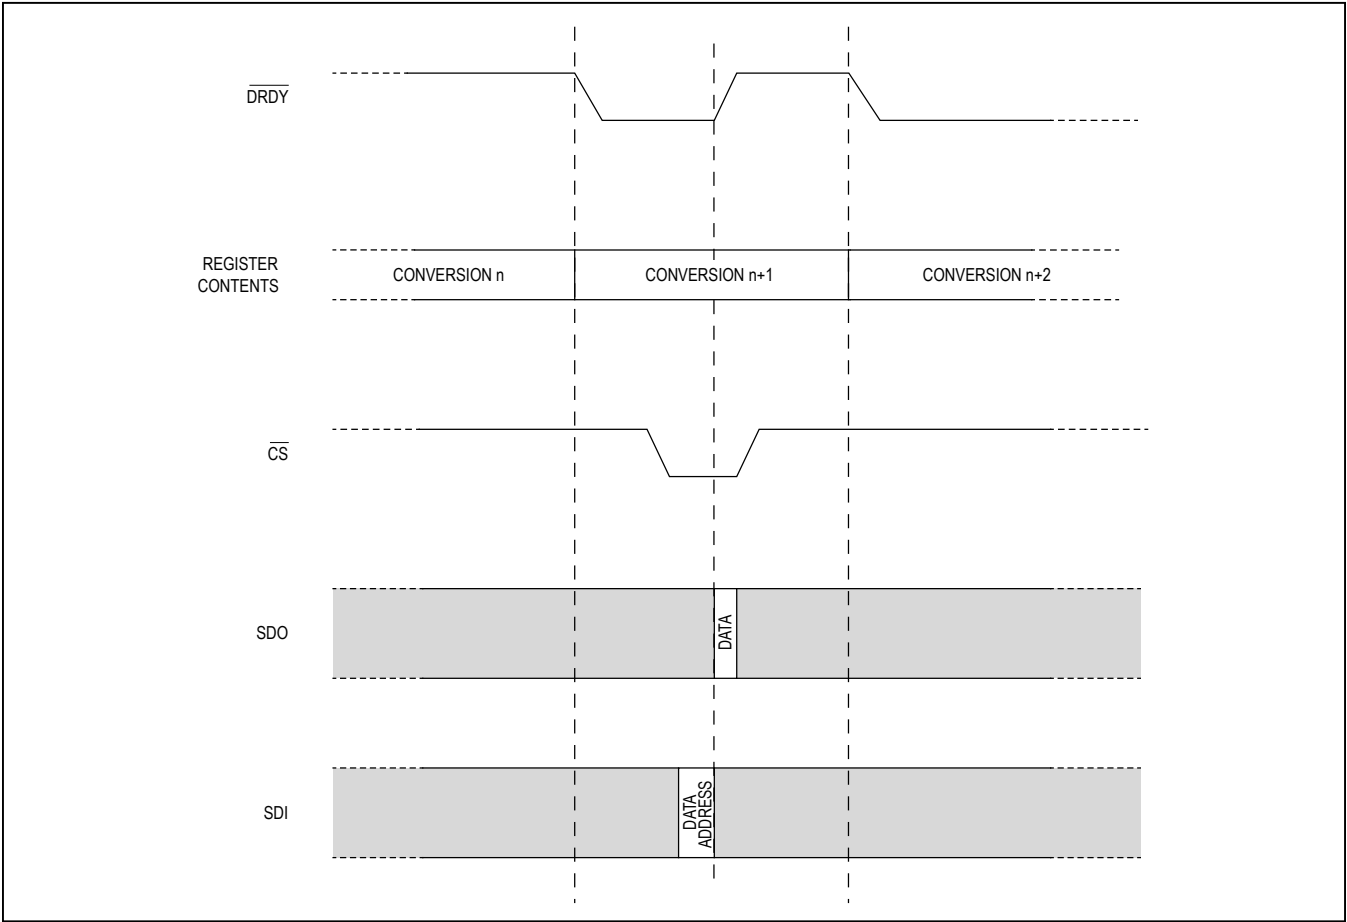 DRDY
REGISTER
CONTENTS
CONVERSION n
CONVERSION n+1
CONVERSION n+2
CS
SDO
DATA
SDI
DATA
ADDRESS